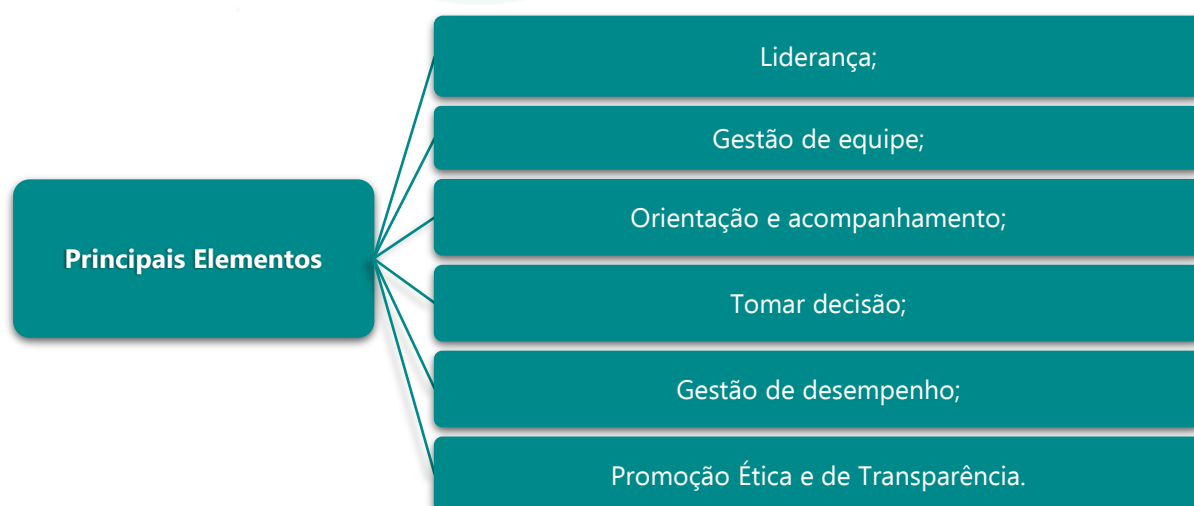 Liderança;
Gestão de equipe;
Orientação e acompanhamento;
Principais Elementos
Tomar decisão;
Gestão de desempenho;
Promoção Ética e de Transparência.